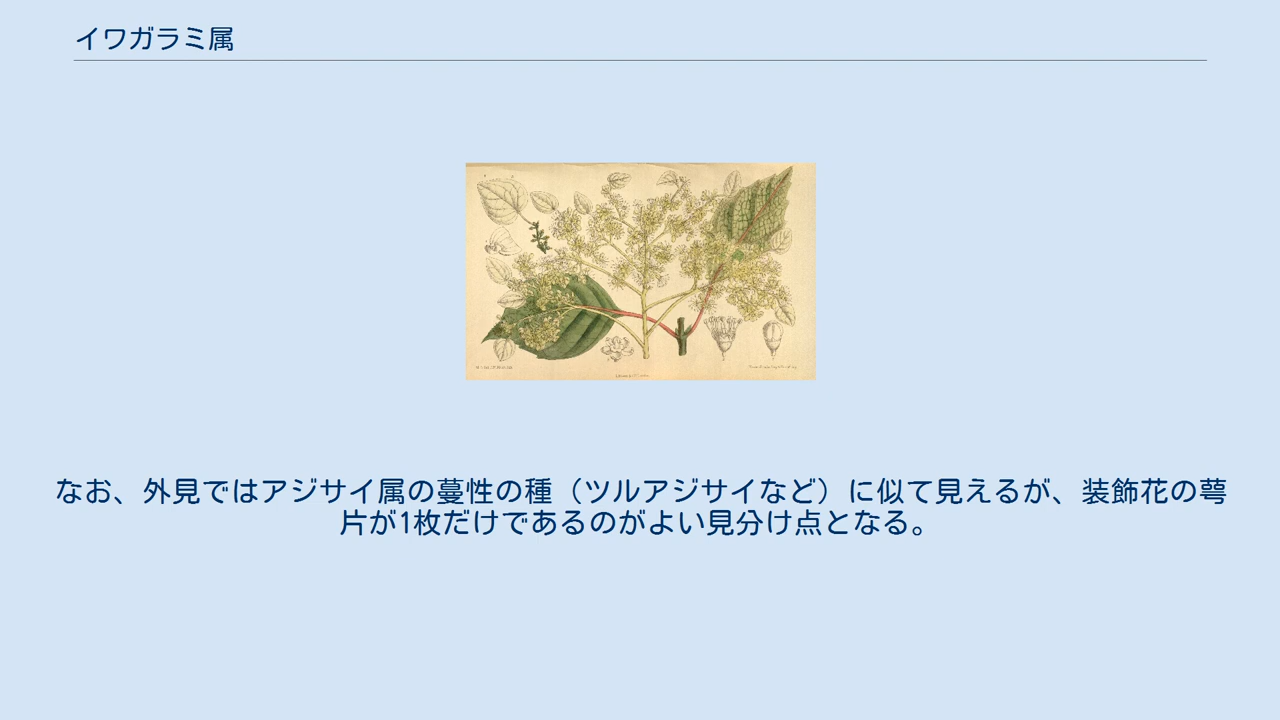 イワガラミ属
なお、外見ではアジサイ属の蔓性の種（ツルアジサイなど）に似て見えるが、装飾花の萼
片が1枚だけであるのがよい見分け点となる。